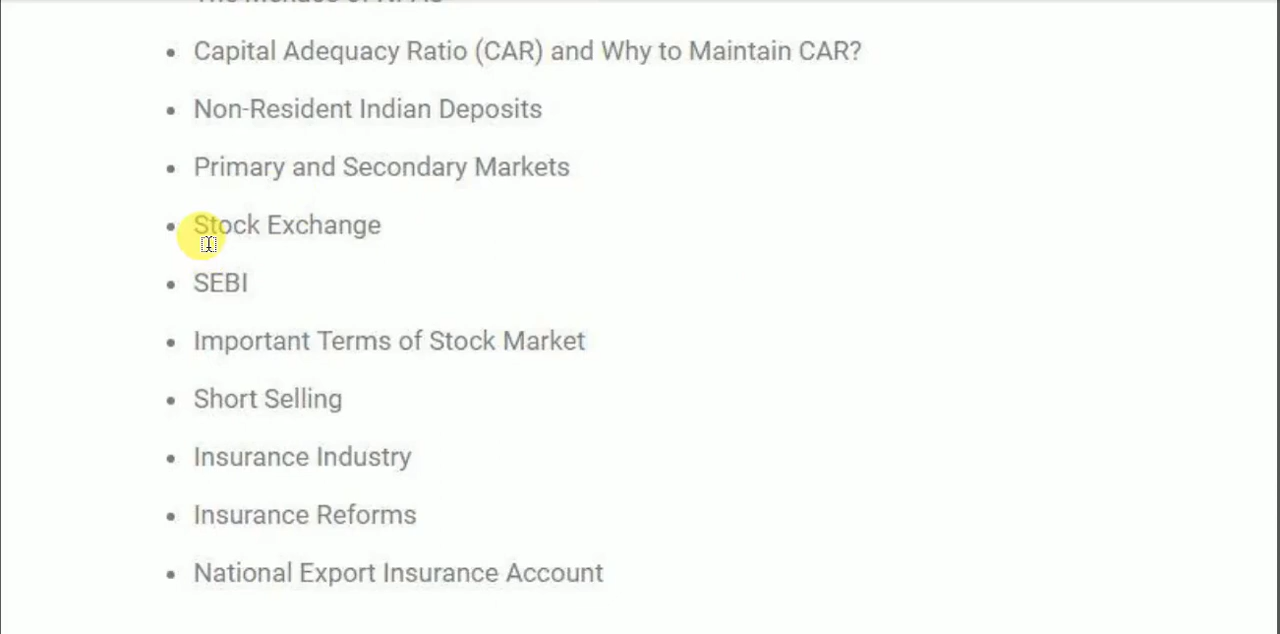 Capital Adequacy Ratio (CAR) and Why to Maintain CAR?
Non-Resident Indian Deposits
Primary and Secondary Markets
Stock Exchange
SEBI
Important Terms of Stock Market
Short Selling
Insurance Industry
Insurance Reforms
National Export Insurance Account